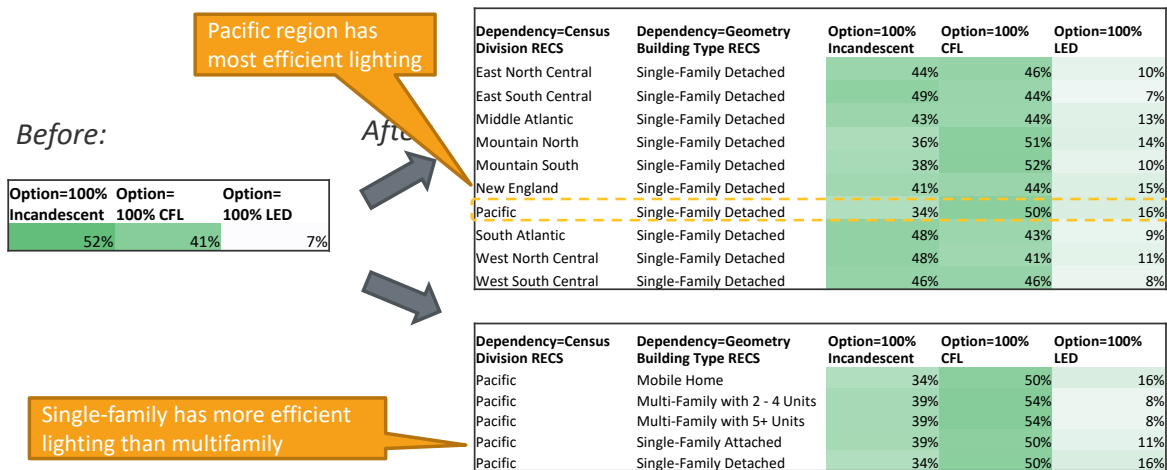 Pacific region has
most efficient lighting
Before:
Afte
Option=100% Option= Option=
Incandescent 100% CFL 100% LED
52% 41% 7%
Dependency=Census Dependency=Geometry Option=100% Option=100% Option=100%
Division RECS Building Type RECS Incandescent CFL LED
East North Central Single-Family Detached 44% 46% 10%
East South Central Single-Family Detached 49% 44% 7%
Middle Atlantic Single-Family Detached 43% 44% 13%
Mountain North Single-Family Detached 36% 51% 14%
Mountain South Single-Family Detached 38% 52% 10%
New England Single-Family Detached 41% 44% 15%
Pacific Single-Family Detached 34% 50% 16%
South Atlantic Single-Family Detached 48% 43% 9%
West North Central Single-Family Detached 48% 41% 11%
West South Central Single-Family Detached 46% 46% 8%
Dependency=Census Dependency=Geometry Option=100% Option=100% Option=100%
Division RECS Building Type RECS Incandescent CFL LED
Pacific Mobile Home 34% 50% 16%
Pacific Multi-Family with 2 - 4 Units 39% 54% 8%
Pacific Multi-Family with 5+ Units 39% 54% 8%
Pacific Single-Family Attached 39% 50% 11%
Pacific Single-Family Detached 34% 50% 16%
Single-family has more efficient
lighting than multifamily